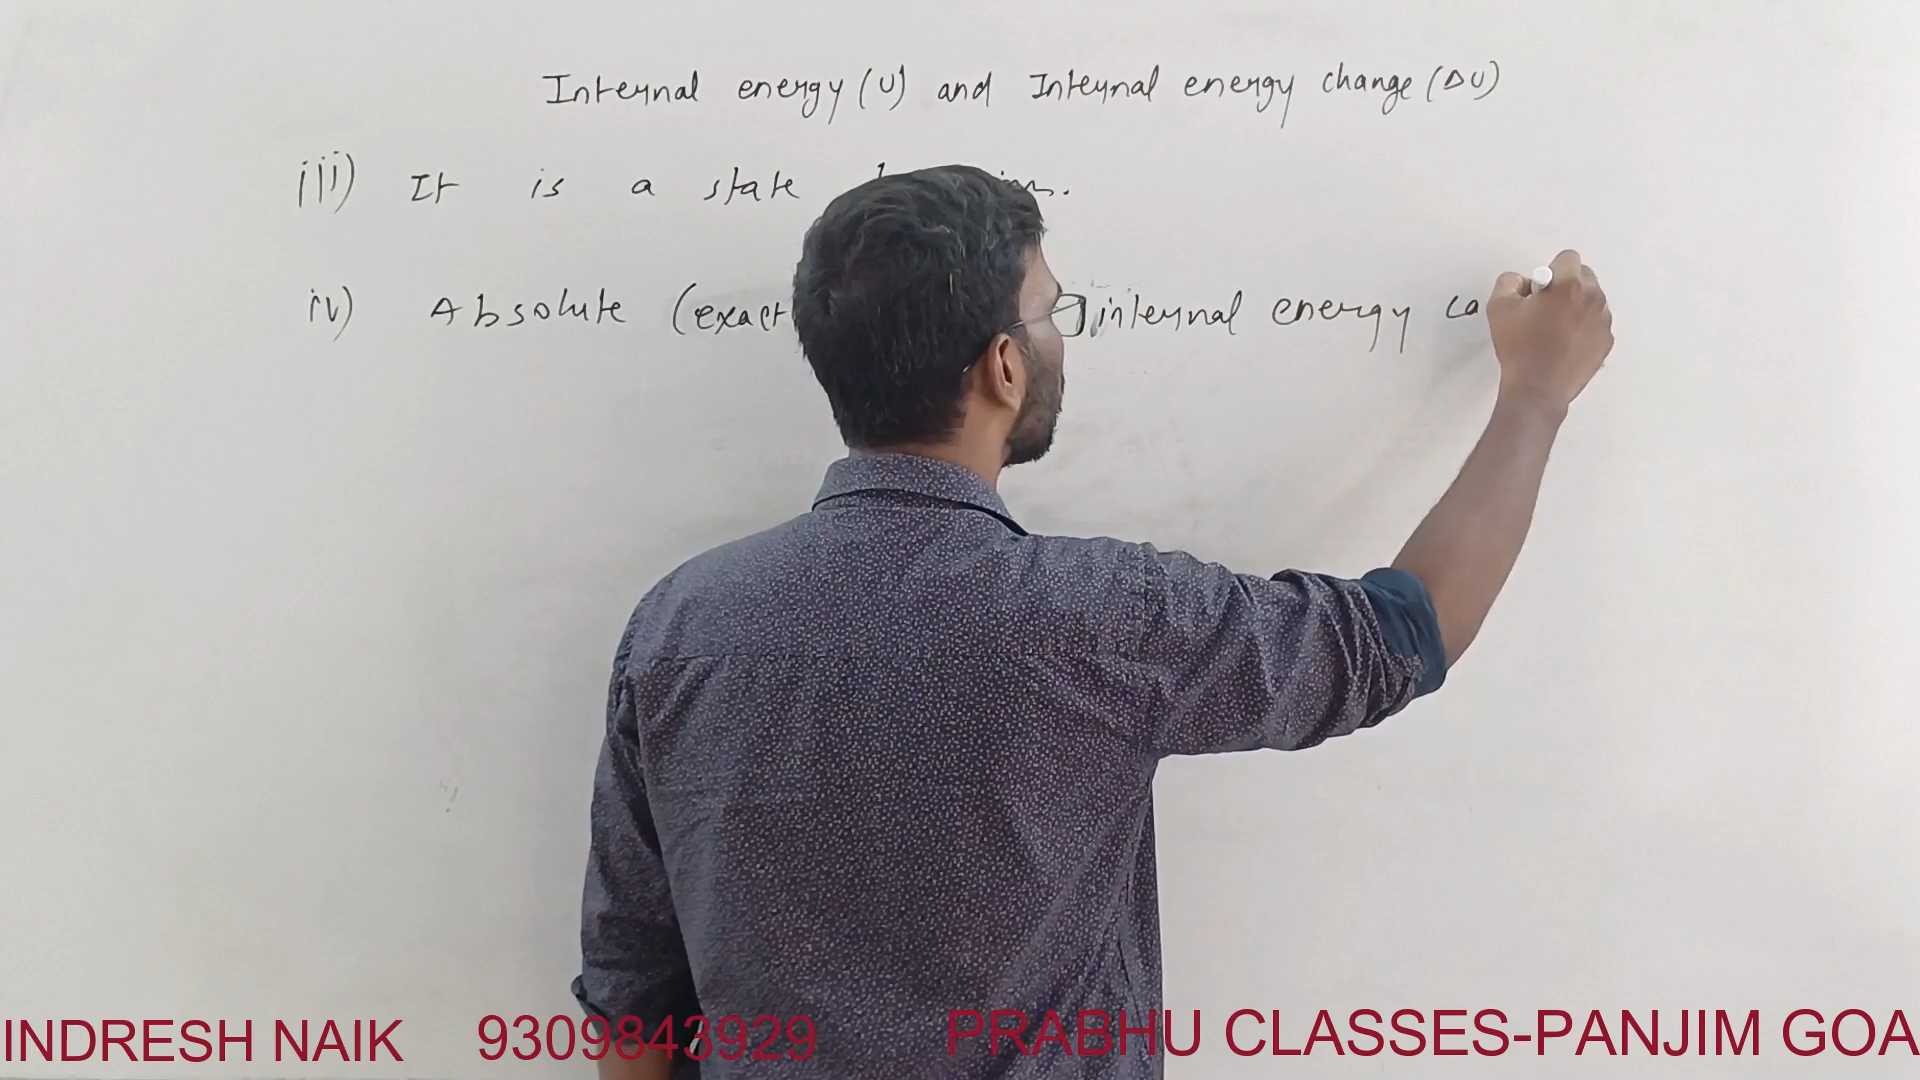 Internal energy (U) and Internal energy change (ΔU)
iii) It is a state
iv) Absolute (exact internal energy ca
INDRESH NAIK 9309843929 PRABHU CLASSES-PANJIM GOA